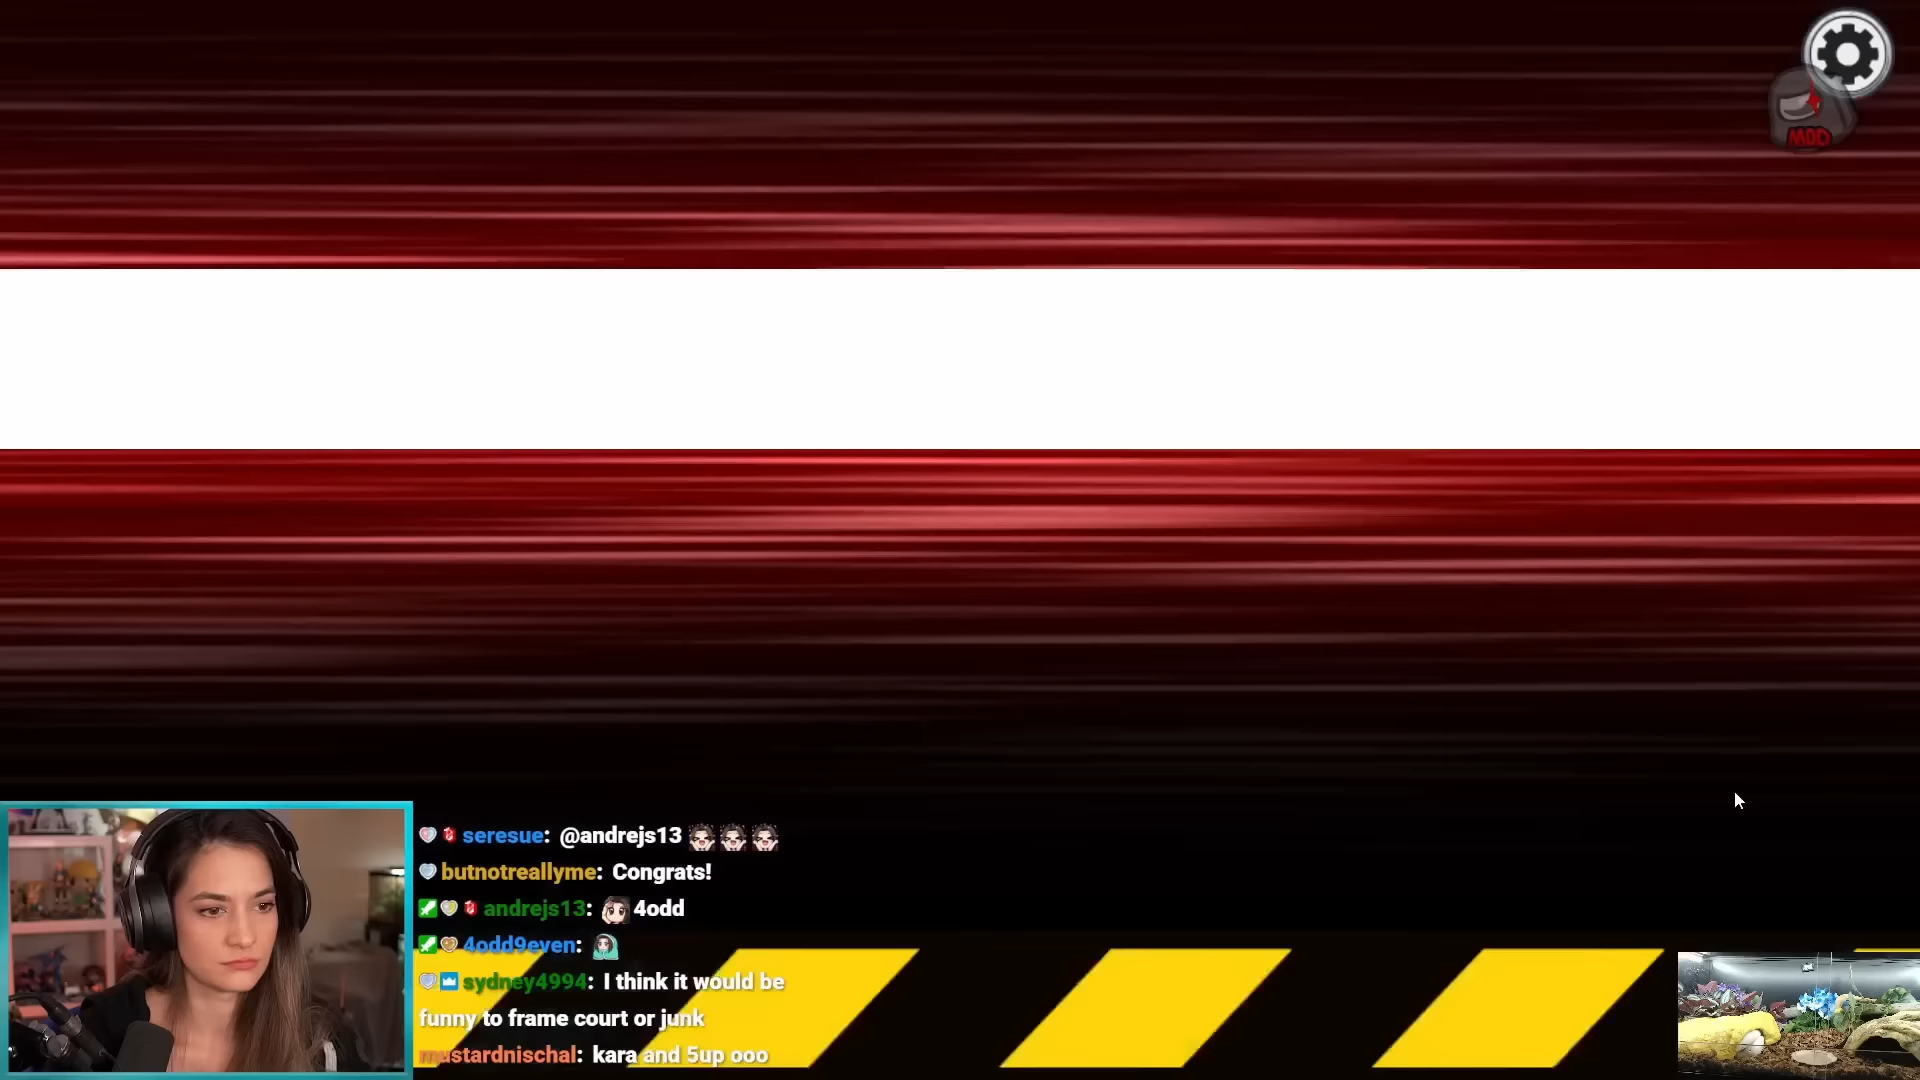 MOD
seresue: @andrejs13
butnotreallyme: Congrats!
andrejs13: 4odd
4odd9even:
sydney4994: I think it would be
funny to frame court or junk
mustardnischal: kara and 5up ooo